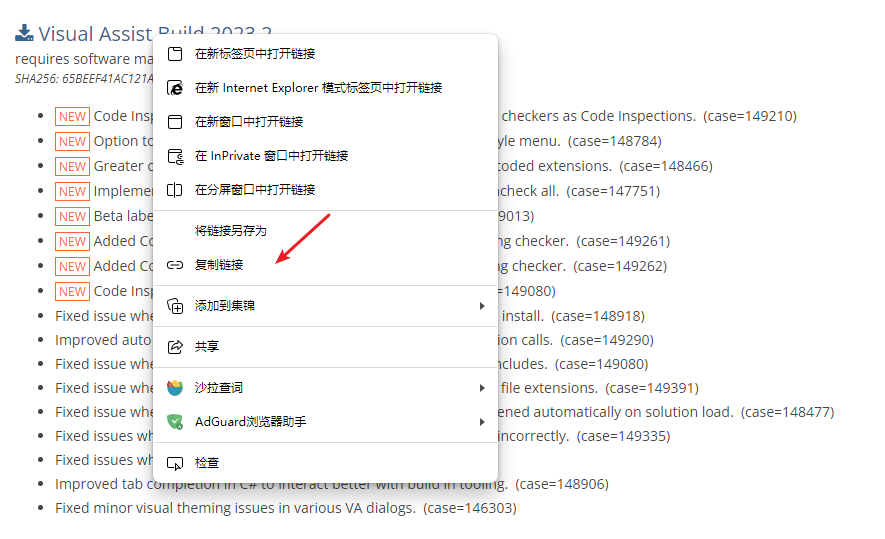 Visual Assist Build 2023.2
requires software ma
SHA256: 65BEEF41AC121A
在新标签页中打开链接
在新 Internet Explorer 模式标签页中打开链接
在新窗口中打开链接
在 InPrivate 窗口中打开链接
在分屏窗口中打开链接
将链接另存为
复制链接
添加到集锦
共享
沙拉查词
AdGuard浏览器助手
检查
NEW Code Insp checkers as Code Inspections. (case=149210)
NEW Option to yle menu. (case=148784)
NEW Greater c coded extensions. (case=148466)
NEW Implemen ncheck all. (case=147751)
NEW Beta labe 9013)
NEW Added Co ng checker. (case=149261)
NEW Added Co ng checker. (case=149262)
NEW Code Insp =149080)
Fixed issue whe install. (case=148918)
Improved auto ion calls. (case=149290)
Fixed issue whe ncludes. (case=149080)
Fixed issue whe file extensions. (case=149391)
Fixed issue whe ened automatically on solution load. (case=148477)
Fixed issues wh incorrectly. (case=149335)
Fixed issues wh
Improved tab completion in C# to interact better with build in tooling. (case=148906)
Fixed minor visual theming issues in various VA dialogs. (case=146303)